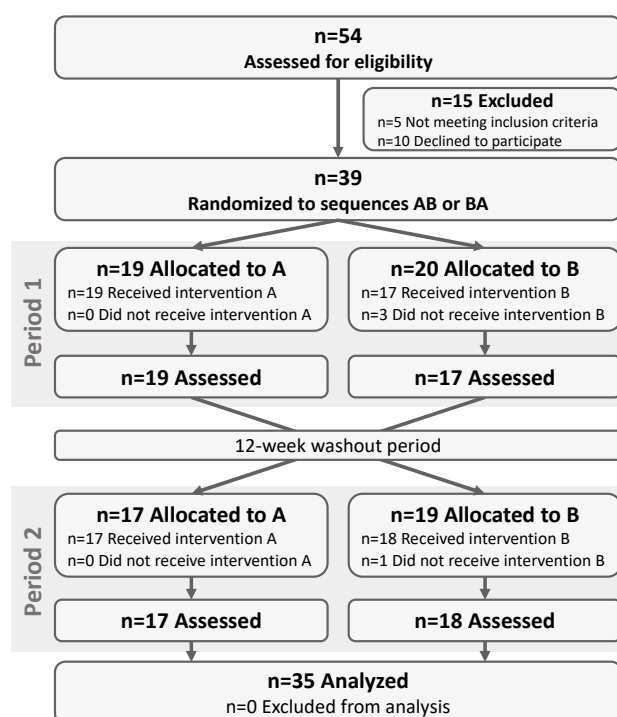 n=54
Assessed for eligibility
n=15 Excluded
n=5 Not meeting inclusion criteria
n=10 Declined to participate
n=39
Randomized to sequences AB or BA
Period 1
n=19 Allocated to A
n=19 Received intervention A
n=0 Did not receive intervention A
n=20 Allocated to B
n=17 Received intervention B
n=3 Did not receive intervention B
n=19 Assessed
n=17 Assessed
12-week washout period
Period 2
n=17 Allocated to A
n=17 Received intervention A
n=0 Did not receive intervention A
n=19 Allocated to B
n=18 Received intervention B
n=1 Did not receive intervention B
n=17 Assessed
n=18 Assessed
n=35 Analyzed
n=0 Excluded from analysis